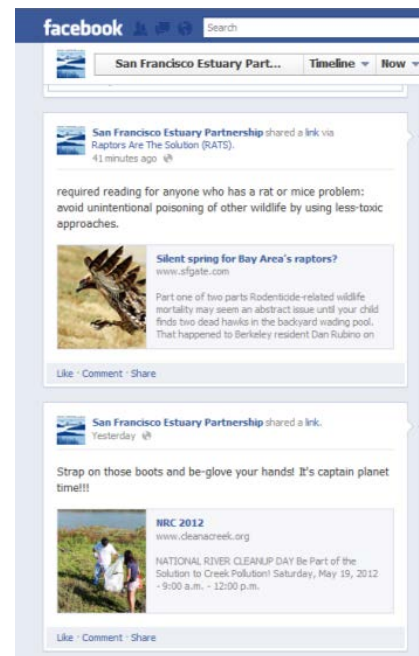 facebook
Search
San Francisco Estuary Part...
Timeline
Now
San Francisco Estuary Partnership shared a link via
Raptors Are The Solution (RATS).
41 minutes ago
required reading for anyone who has a rat or mice problem:
avoid unintentional poisoning of other wildlife by using less-toxic
approaches.
Silent spring for Bay Area's raptors?
www.sfgate.com
Part one of two parts Rodenticide-related wildlife
mortality may seem an abstract issue until your child
finds two dead hawks in the backyard wading pool.
That happened to Berkeley resident Dan Rubino on
Like · Comment · Share
San Francisco Estuary Partnership shared a link.
Yesterday
Strap on those boots and be-glove your hands! It's captain planet
time!!!
NRC 2012
www.cleanacreek.org
NATIONAL RIVER CLEANUP DAY Be Part of the
Solution to Creek Pollution! Saturday, May 19, 2012
- 9:00 a.m. - 12:00 p.m.
Like · Comment · Share